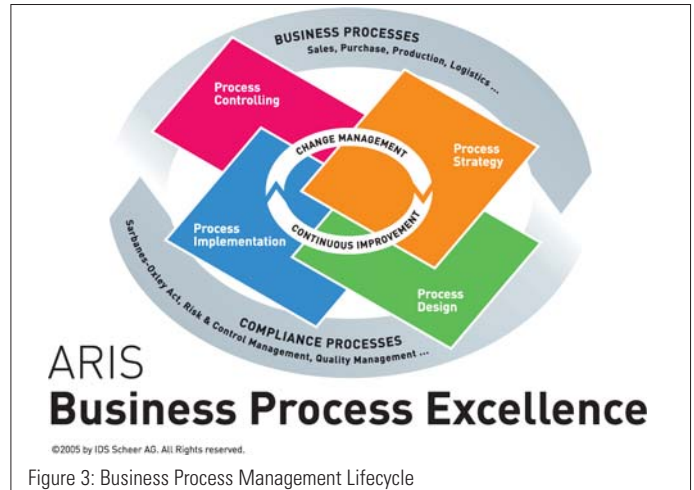 BUSINESS PROCESSES
Sales, Purchase, Production, Logistics ...
Process
Controlling
Process
Strategy
CHANGE MANAGEMENT
CONTINUOUS IMPROVEMENT
Process
Implementation
Process
Design
COMPLIANCE PROCESSES
Sarbanes-Oxley Act, Risk & Control Management, Quality Management ...
ARIS
Business Process Excellence
©2005 by IDS Scheer AG. All Rights reserved.
Figure 3: Business Process Management Lifecycle